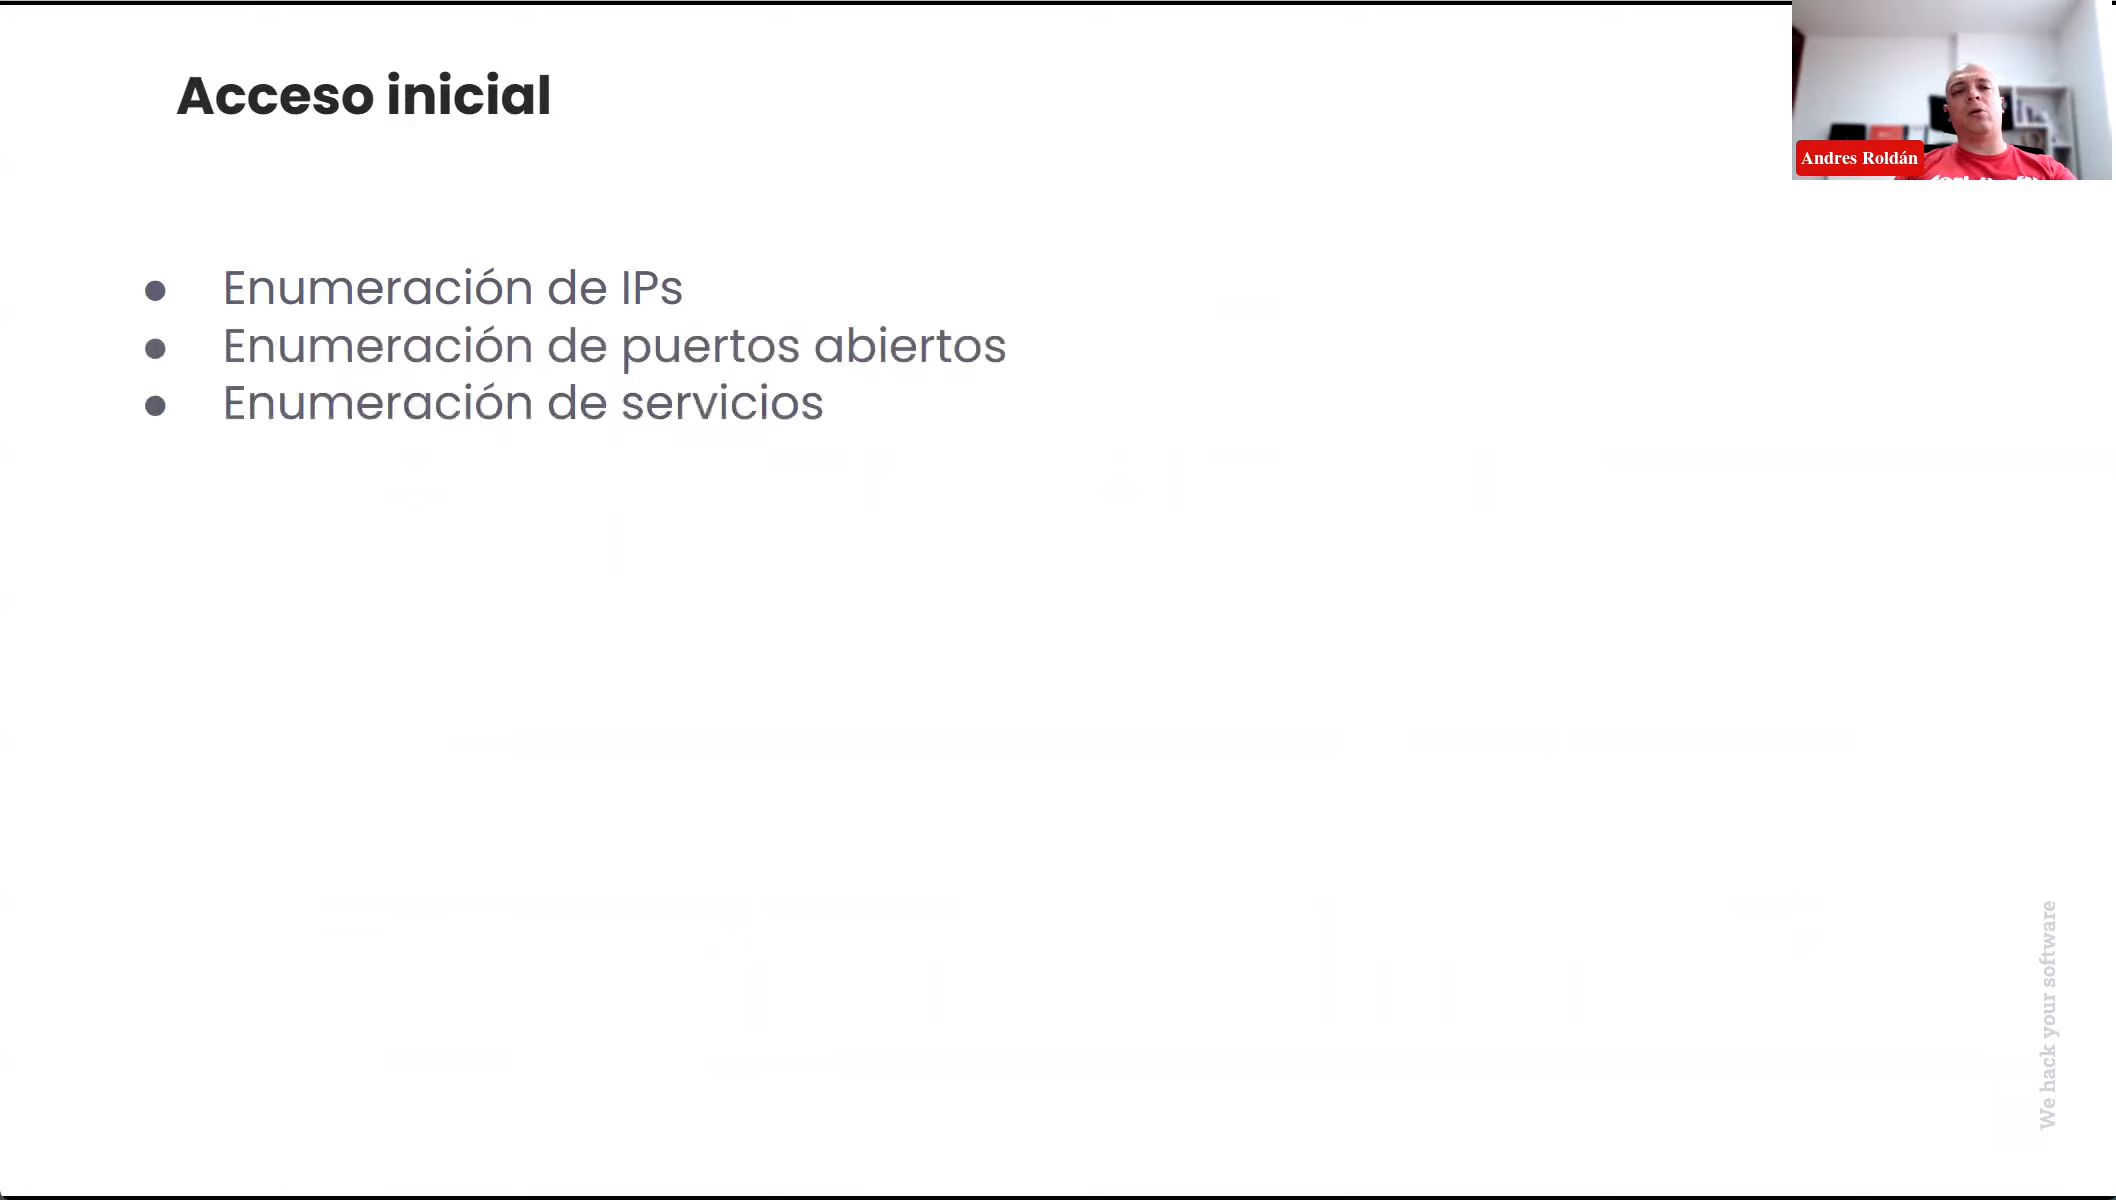 Acceso inicial
Andres Roldán
● Enumeración de IPs
● Enumeración de puertos abiertos
● Enumeración de servicios
We hack your software